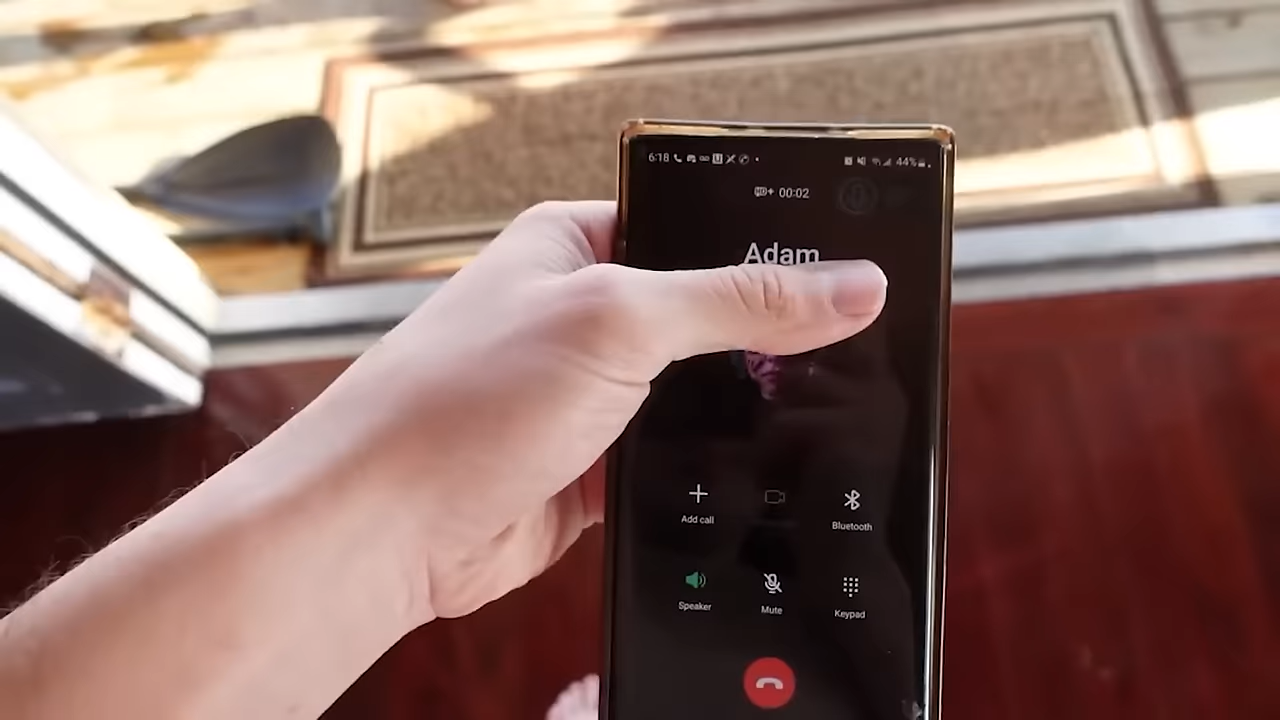 6:18 44%
HD+ 00:02
Adam
Add call
Bluetooth
Speaker
Mute
Keypad